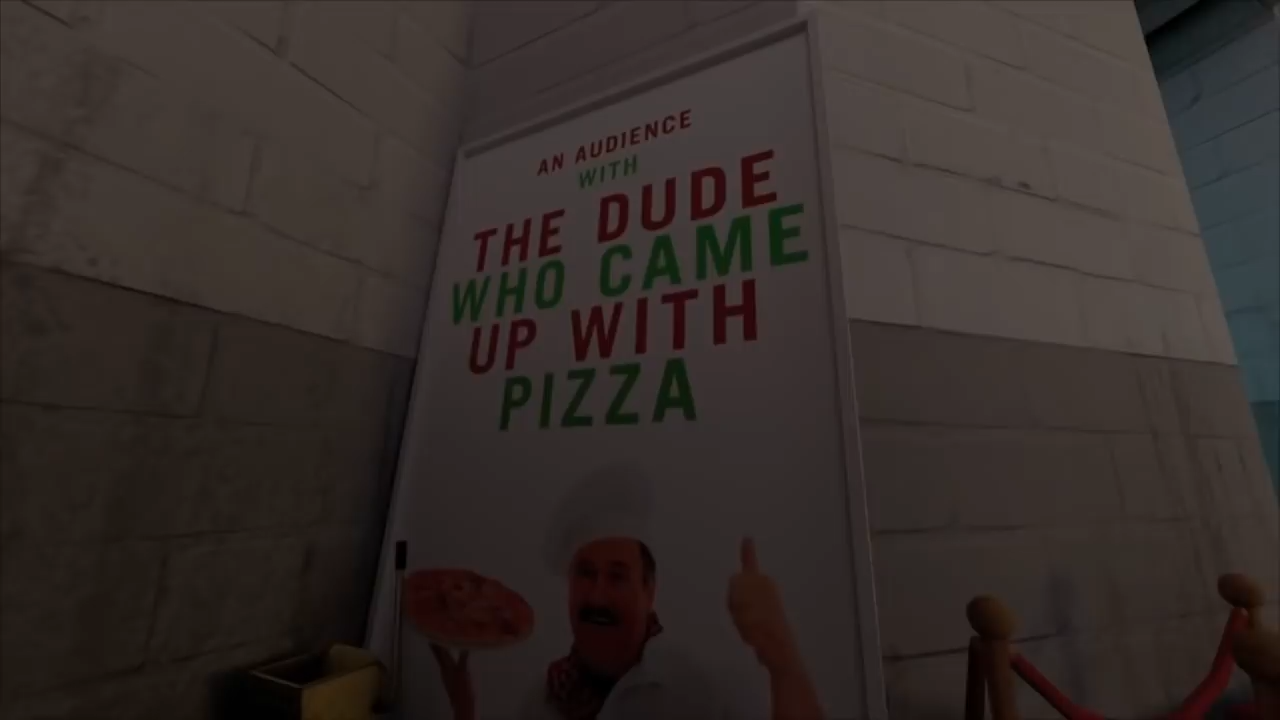 AN AUDIENCE
WITH
THE DUDE
WHO CAME
UP WITH
PIZZA